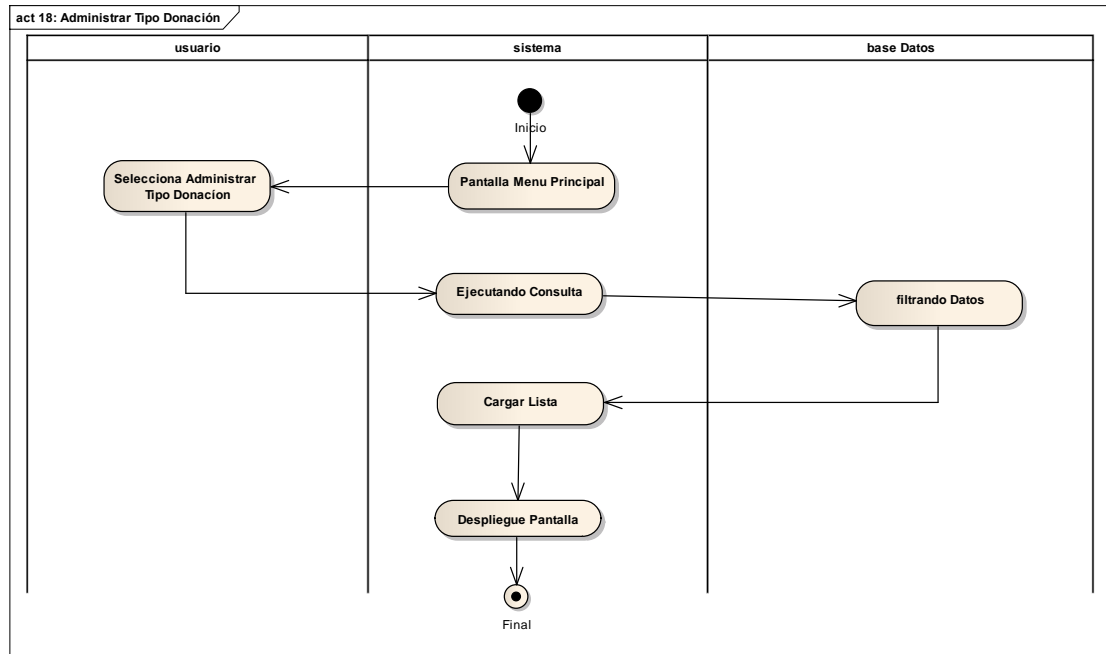 act 18: Administrar Tipo Donación
usuario
sistema
base Datos
Inicio
Selecciona Administrar
Tipo Donacíon
Pantalla Menu Principal
Ejecutando Consulta
filtrando Datos
Cargar Lista
Despliegue Pantalla
Final